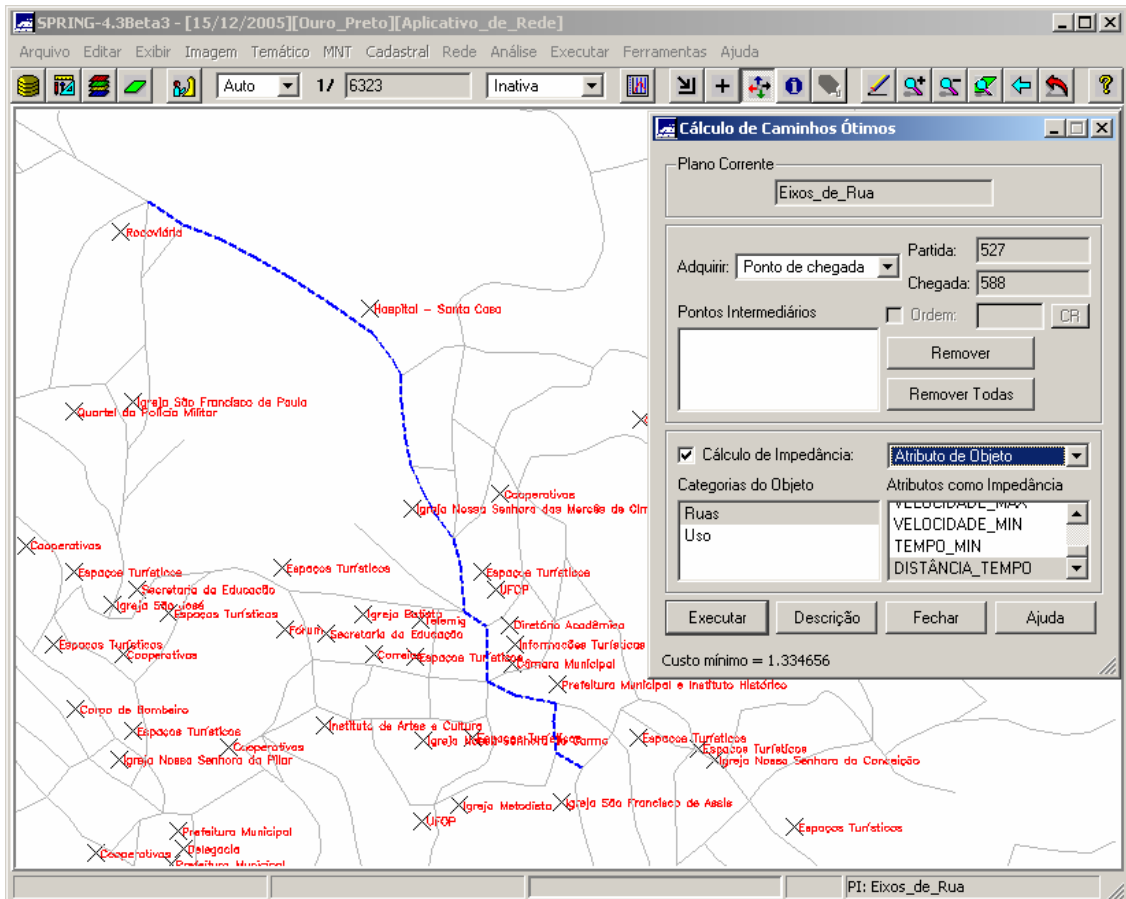 SPRING-4.3Beta3 - [15/12/2005][Ouro_Preto][Aplicativo_de_Rede]
Arquivo Editar Exibir Imagem Temático MNT Cadastral Rede Análise Executar Ferramentas Ajuda
Auto 1/ 6323 Inativa
Cálculo de Caminhos Ótimos
Plano Corrente
Eixos_de_Rua
Adquirir: Ponto de chegada
Partida: 527
Chegada: 588
Pontos Intermediários
Ordem: CR
Remover
Remover Todas
Cálculo de Impedância: Atributo de Objeto
Categorias do Objeto
Ruas
Uso
Atributos como Impedância
VELOCIDADE_MAX
VELOCIDADE_MIN
TEMPO_MIN
DISTÂNCIA_TEMPO
Executar Descrição Fechar Ajuda
Custo mínimo = 1.334656
Rodoviária
Hospital - Santa Casa
Igreja São Francisco de Paula
Quartel da Polícia Militar
Cooperativas
Igreja Nossa Senhora das Mercês de Cim
Cooperativas
Espaços Turísticos
Espaços Turísticos
Espaços Turísticos
Secretaria da Educação
UFOP
Igreja São José
Espaços Turísticos
Igreja Batista
Telemig
Diretório Acadêmico
Fórum
Secretaria da Educação
Espaços Turísticos
Informações Turísticas
Cooperativas
Correios
Espaços Turísticos
Câmara Municipal
Prefeitura Municipal e Instituto Histórico
Corpo de Bombeiro
Instituto de Artes e Cultura
Espaços Turísticos
Espaços Turísticos
Igreja Nossa Senhora do Carmo
Espaços Turísticos
Cooperativas
Espaços Turísticos
Igreja Nossa Senhora do Pilar
Igreja Nossa Senhora da Conceição
Igreja Metodista
Igreja São Francisco de Assis
UFOP
Espaços Turísticos
Prefeitura Municipal
Delegacia
Cooperativas
Prefeitura Municipal
PI: Eixos_de_Rua